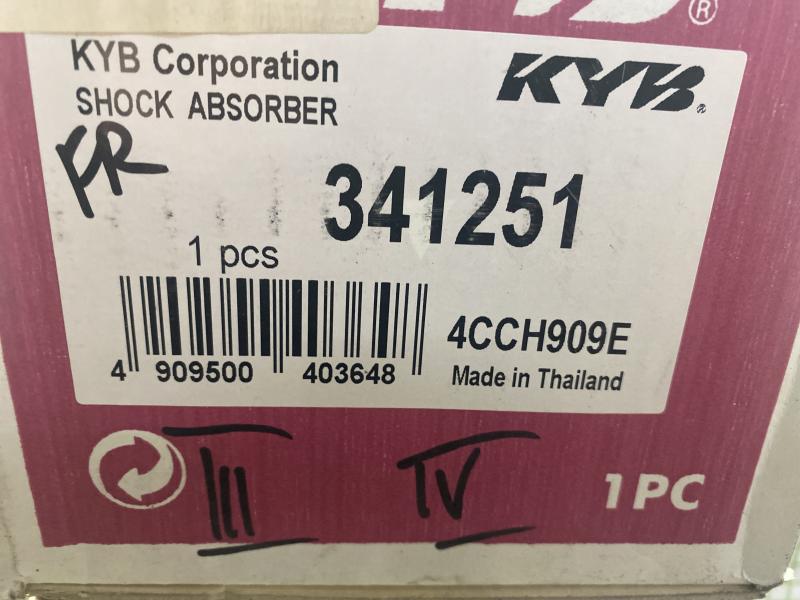 ®
KYB Corporation
KYB®
SHOCK ABSORBER
FR
341251
1 pcs
4 909500 403648
4CCH909E
Made in Thailand
III IV
1PC